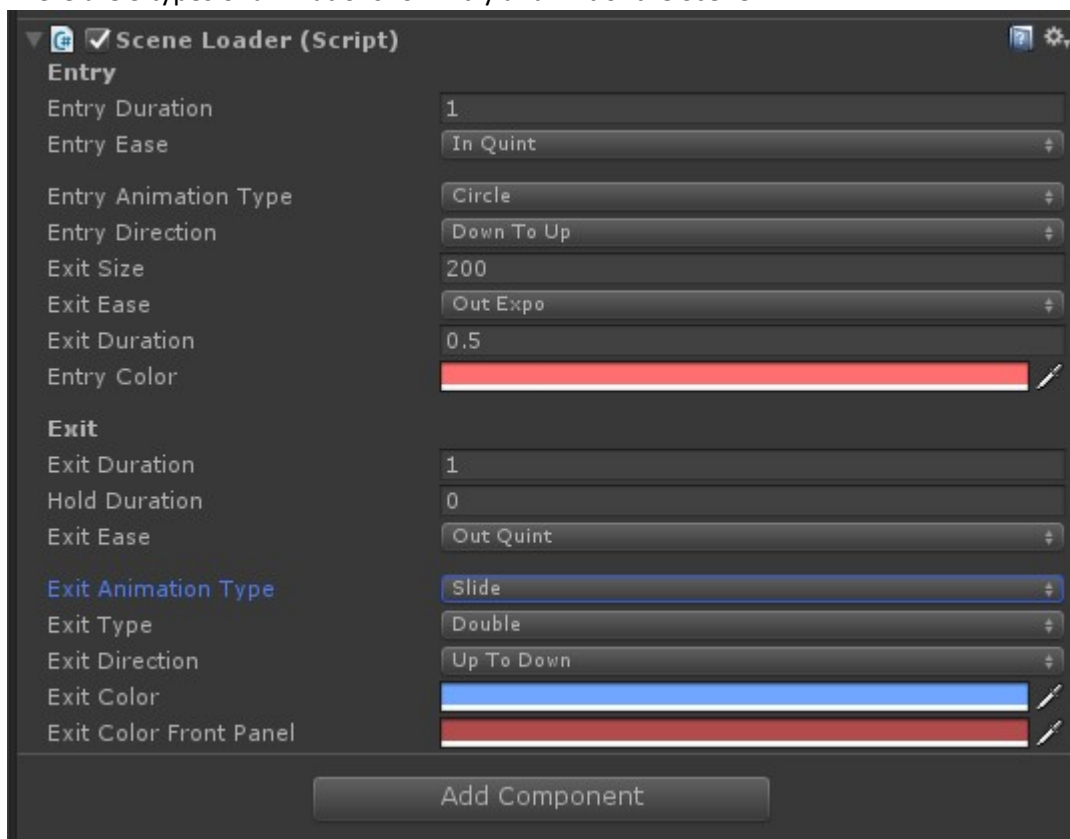 Scene Loader (Script)
Entry
Entry Duration 1
Entry Ease In Quint
Entry Animation Type Circle
Entry Direction Down To Up
Exit Size 200
Exit Ease Out Expo
Exit Duration 0.5
Entry Color
Exit
Exit Duration 1
Hold Duration 0
Exit Ease Out Quint
Exit Animation Type Slide
Exit Type Double
Exit Direction Up To Down
Exit Color
Exit Color Front Panel
Add Component